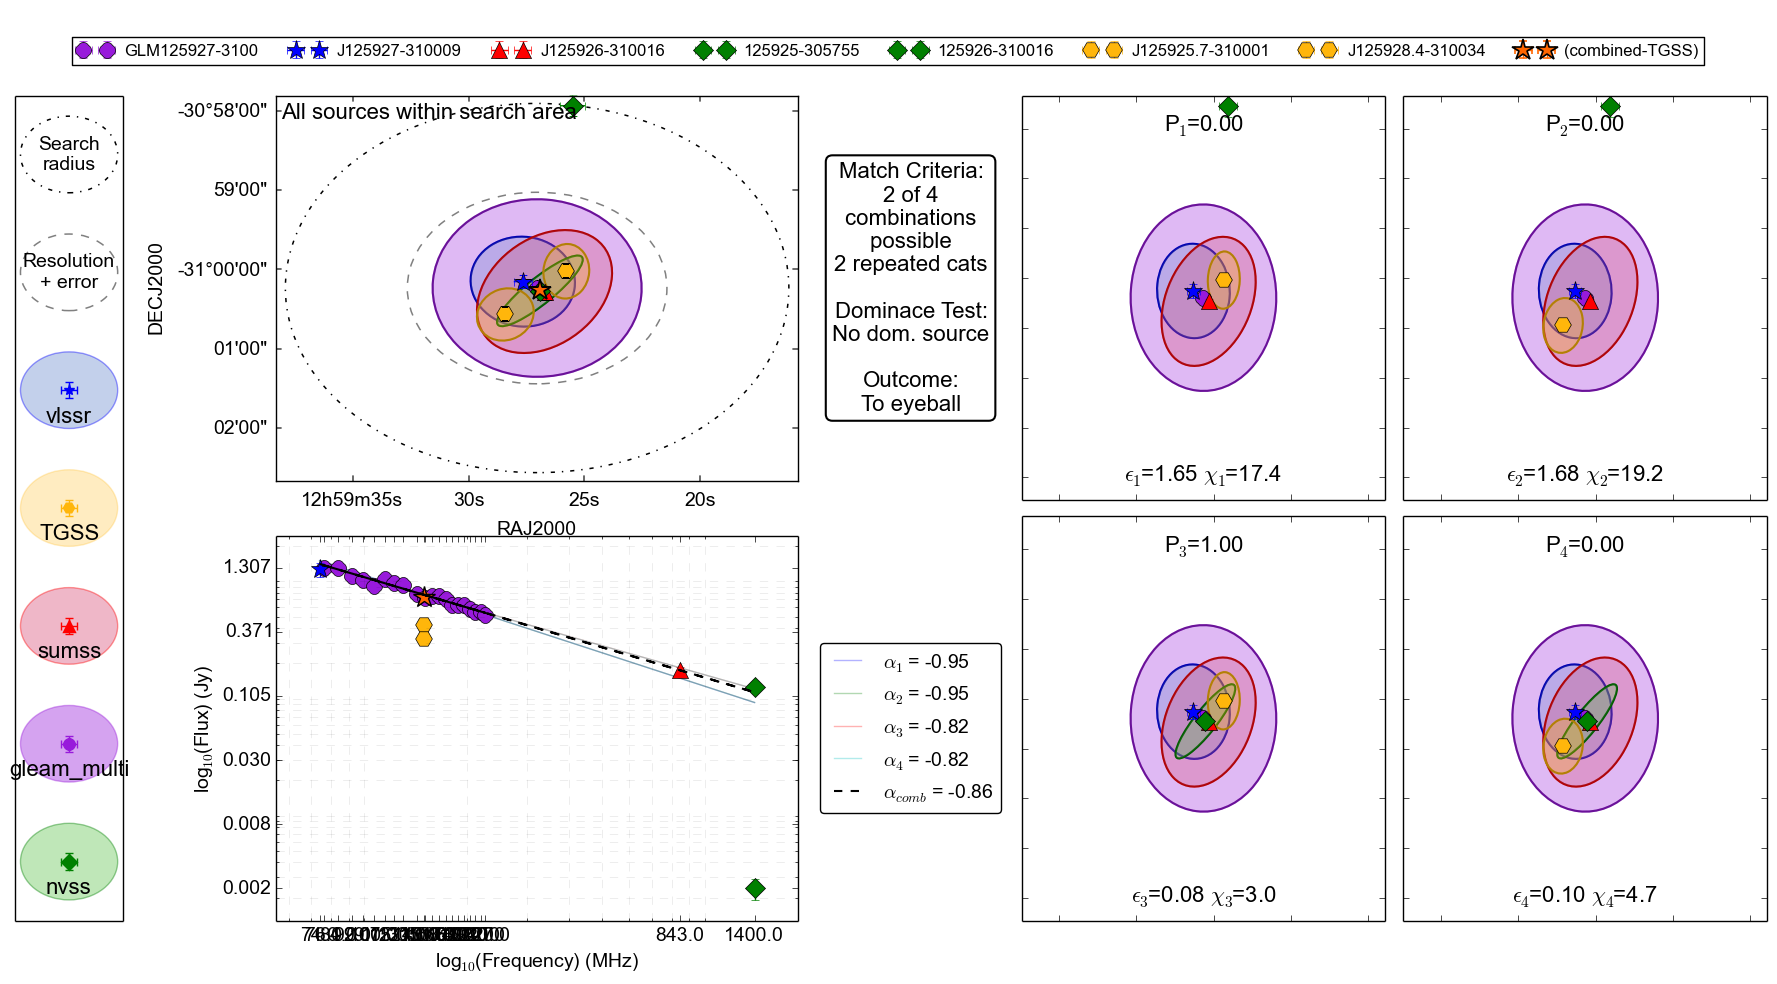 GLM125927-3100 J125927-310009 J125926-310016 125925-305755 125926-310016 J125925.7-310001 J125928.4-310034 (combined-TGSS)
Search
radius
Resolution
+ error
vlssr
TGSS
sumss
gleam_multi
nvss
All sources within search area
DECJ2000
-30°58'00"
59'00"
-31°00'00"
01'00"
02'00"
12h59m35s 30s 25s 20s
RAJ2000
Match Criteria:
2 of 4
combinations
possible
2 repeated cats
Dominace Test:
No dom. source
Outcome:
To eyeball
P1=0.00
ϵ1=1.65 χ1=17.4
P2=0.00
ϵ2=1.68 χ2=19.2
log10(Flux) (Jy)
1.307
0.371
0.105
0.030
0.008
0.002
843.0 1400.0
log10(Frequency) (MHz)
α1 = -0.95
α2 = -0.95
α3 = -0.82
α4 = -0.82
αcomb = -0.86
P3=1.00
ϵ3=0.08 χ3=3.0
P4=0.00
ϵ4=0.10 χ4=4.7